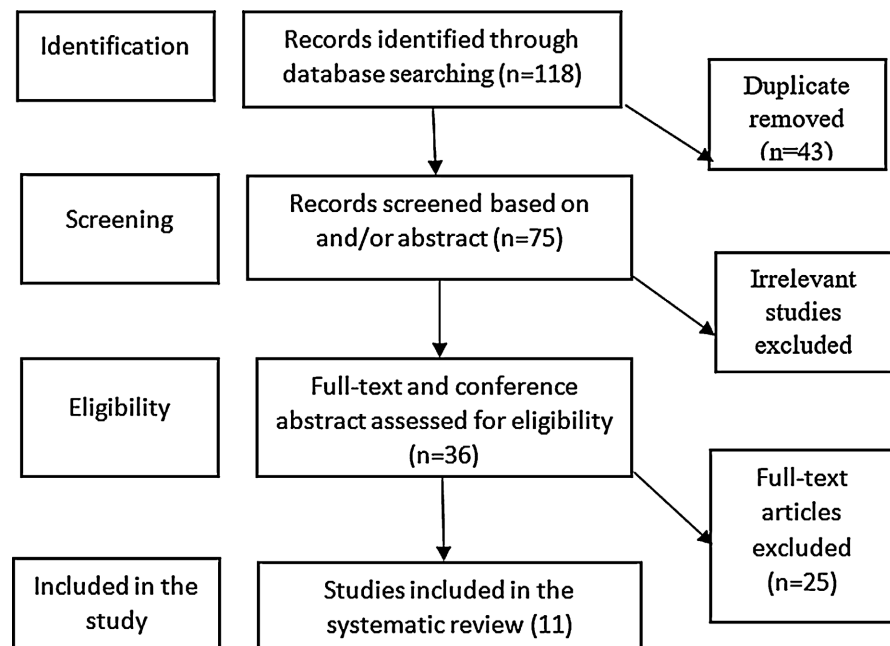 Identification
Records identified through
database searching (n=118)
Duplicate
removed
(n=43)
Screening
Records screened based on
and/or abstract (n=75)
Irrelevant
studies
excluded
Eligibility
Full-text and conference
abstract assessed for eligibility
(n=36)
Full-text
articles
excluded
(n=25)
Included in the
study
Studies included in the
systematic review (11)